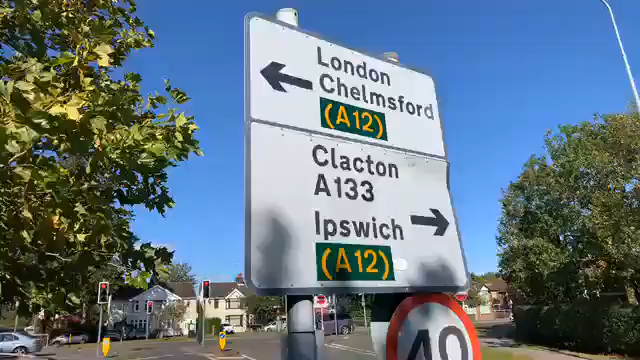 London
Chelmsford
(A12)
Clacton
A133
Ipswich
(A12)
40